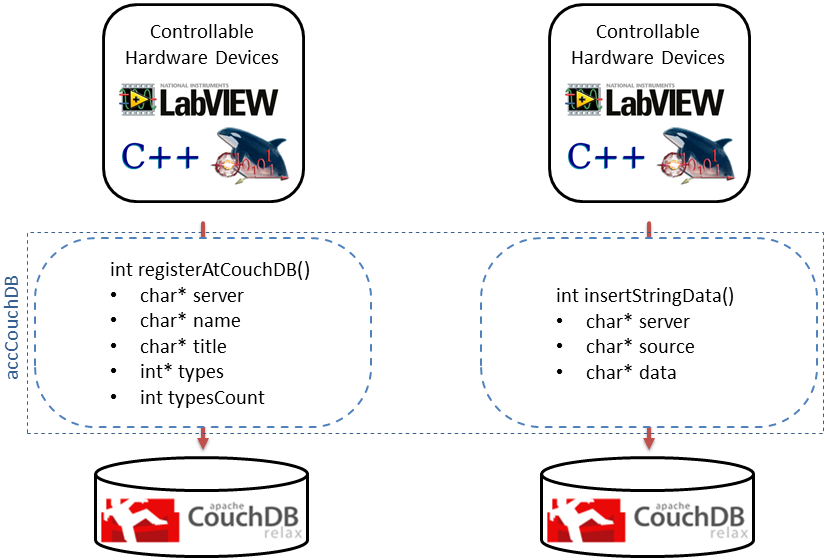 Controllable
Hardware Devices
NATIONAL INSTRUMENTS
LabVIEW
C++
Controllable
Hardware Devices
NATIONAL INSTRUMENTS
LabVIEW
C++
accCouchDB
int registerAtCouchDB()
• char* server
• char* name
• char* title
• int* types
• int typesCount
int insertStringData()
• char* server
• char* source
• char* data
apache
CouchDB
relax
apache
CouchDB
relax